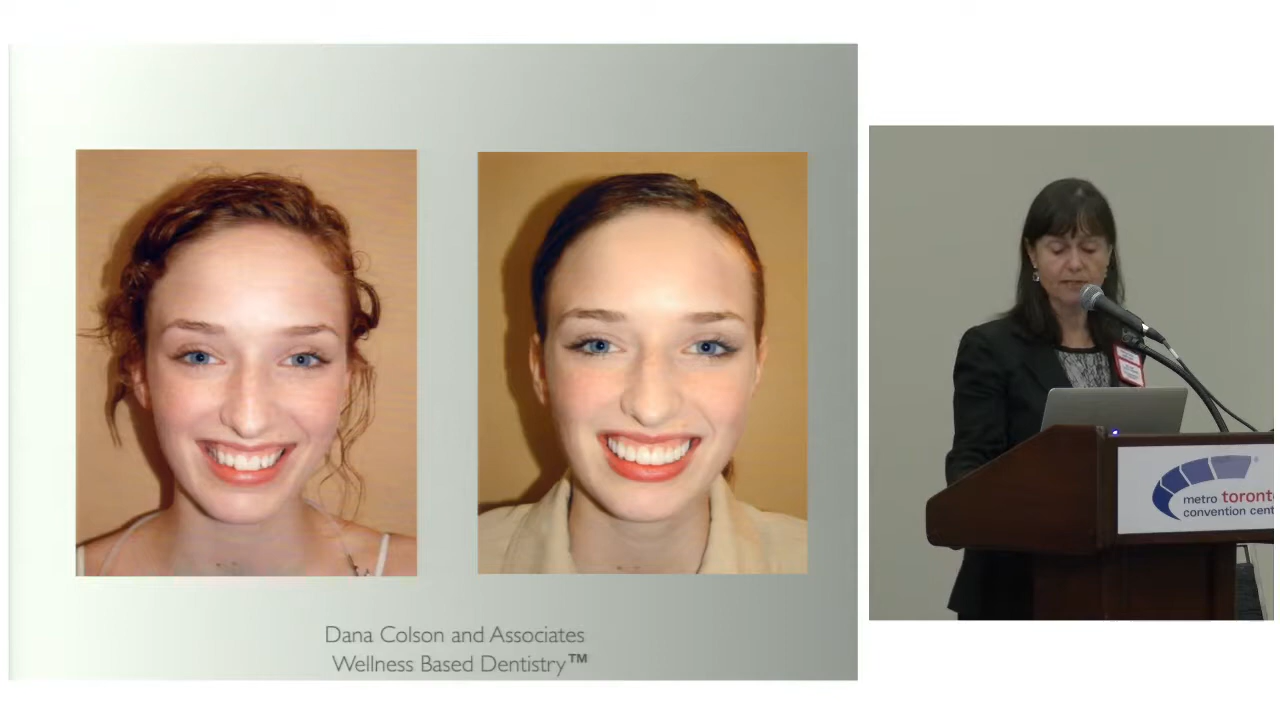 Dana Colson and Associates
Wellness Based Dentistry™
metro toronto
convention cent